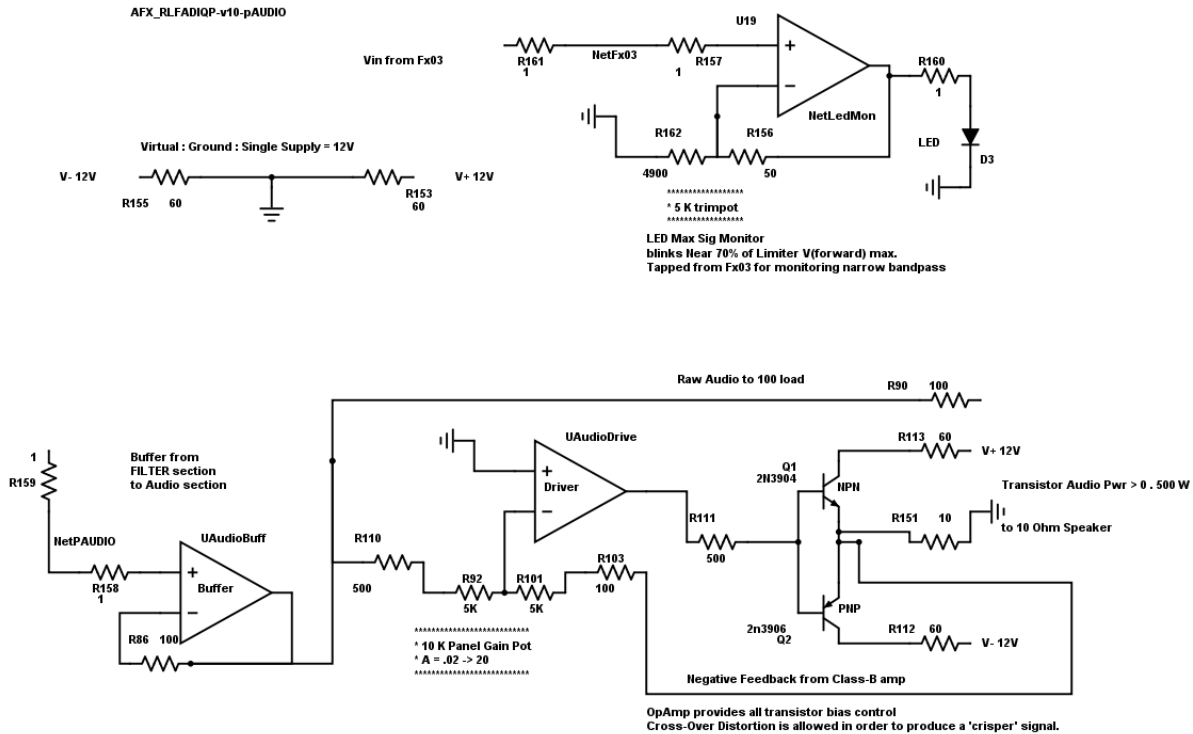 AFX_RLFADIQP-v10-pAUDIO
U19
Vin from Fx03
R161
1
NetFx03
1
R157
+
−
R160
1
NetLedMon
R162
R156
4900
50
LED
D3
Virtual : Ground : Single Supply = 12V
V- 12V
V+ 12V
R155
60
R153
60
******************
* 5 K trimpot
******************
LED Max Sig Monitor
blinks Near 70% of Limiter V(forward) max.
Tapped from Fx03 for monitoring narrow bandpass
Raw Audio to 100 load
R90
100
1
R159
Buffer from
FILTER section
to Audio section
UAudioDrive
+
Driver
−
R113
60
V+ 12V
Q1
2N3904
NPN
Transistor Audio Pwr > 0 . 500 W
R151
10
to 10 Ohm Speaker
NetPAUDIO
UAudioBuff
R158
1
+
Buffer
−
R86
100
R110
500
R92
5K
R101
5K
R103
100
R111
500
PNP
2n3906
Q2
R112
60
V- 12V
***************************
* 10 K Panel Gain Pot
* A = .02 -> 20
***************************
Negative Feedback from Class-B amp
OpAmp provides all transistor bias control
Cross-Over Distortion is allowed in order to produce a 'crisper' signal.